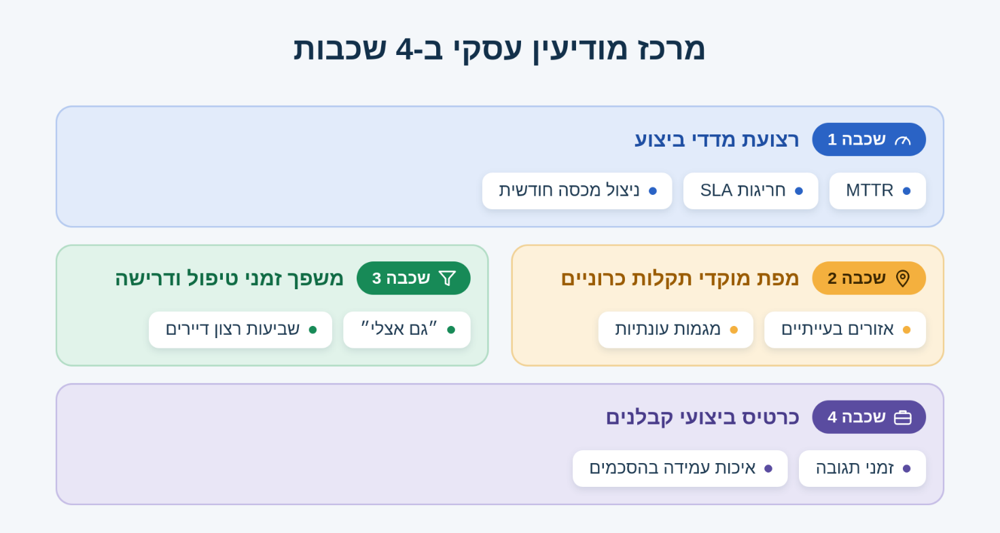 מרכז מודיעין עסקי ב-4 שכבות
שכבה 1
רצועת מדדי ביצוע
MTTR
חריגות SLA
ניצול מכסה חודשית
שכבה 2
מפת מוקדי תקלות כרוניים
אזורים בעייתיים
מגמות עונתיות
שכבה 3
משפך זמני טיפול ודרישה
״גם אצלי״
שביעות רצון דיירים
שכבה 4
כרטיס ביצועי קבלנים
זמני תגובה
איכות עמידה בהסכמים